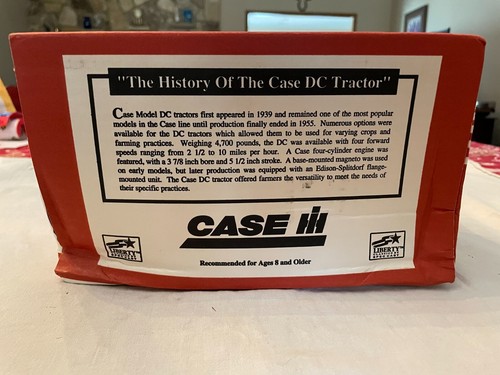 "The History Of The Case DC Tractor"
Case Model DC tractors first appeared in 1939 and remained one of the most popular
models in the Case line until production finally ended in 1955. Numerous options were
available for the DC tractors which allowed them to be used for varying crops and
farming practices. Weighing 4,700 pounds, the DC was available with four forward
speeds ranging from 2 1/2 to 10 miles per hour. A Case four-cylinder engine was
featured, with a 3 7/8 inch bore and 5 1/2 inch stroke. A base-mounted magneto was used
on early models, but later production was equipped with an Edison-Splitdorf flange-
mounted unit. The Case DC tractor offered farmers the versatility to meet the needs of
their specific practices.
CASE IH
LIBERTY
LIBERTY
Recommended for Ages 8 and Older